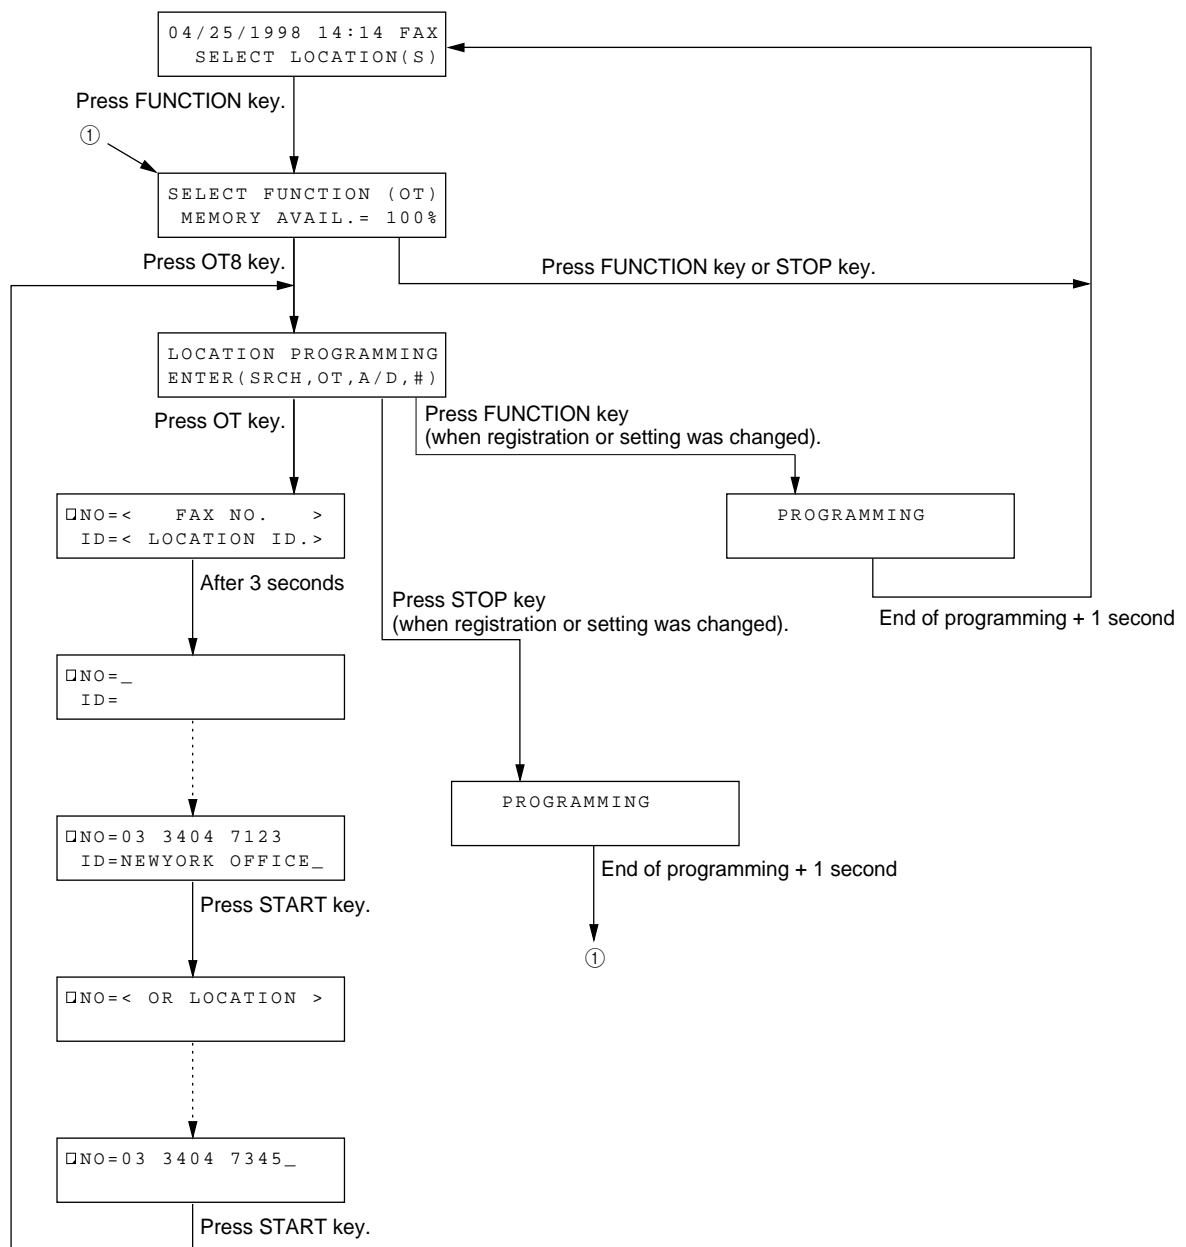 04/25/1998 14:14 FAX
SELECT LOCATION(S)
Press FUNCTION key.
①
SELECT FUNCTION (OT)
MEMORY AVAIL.= 100%
Press OT8 key.
Press FUNCTION key or STOP key.
LOCATION PROGRAMMING
ENTER(SRCH,OT,A/D,#)
Press OT key.
Press FUNCTION key
(when registration or setting was changed).
❏NO=< FAX NO. >
ID=< LOCATION ID.>
PROGRAMMING
After 3 seconds
Press STOP key
(when registration or setting was changed).
End of programming + 1 second
❏NO=_
ID=
PROGRAMMING
❏NO=03 3404 7123
ID=NEWYORK OFFICE_
End of programming + 1 second
Press START key.
①
❏NO=< OR LOCATION >
❏NO=03 3404 7345_
Press START key.